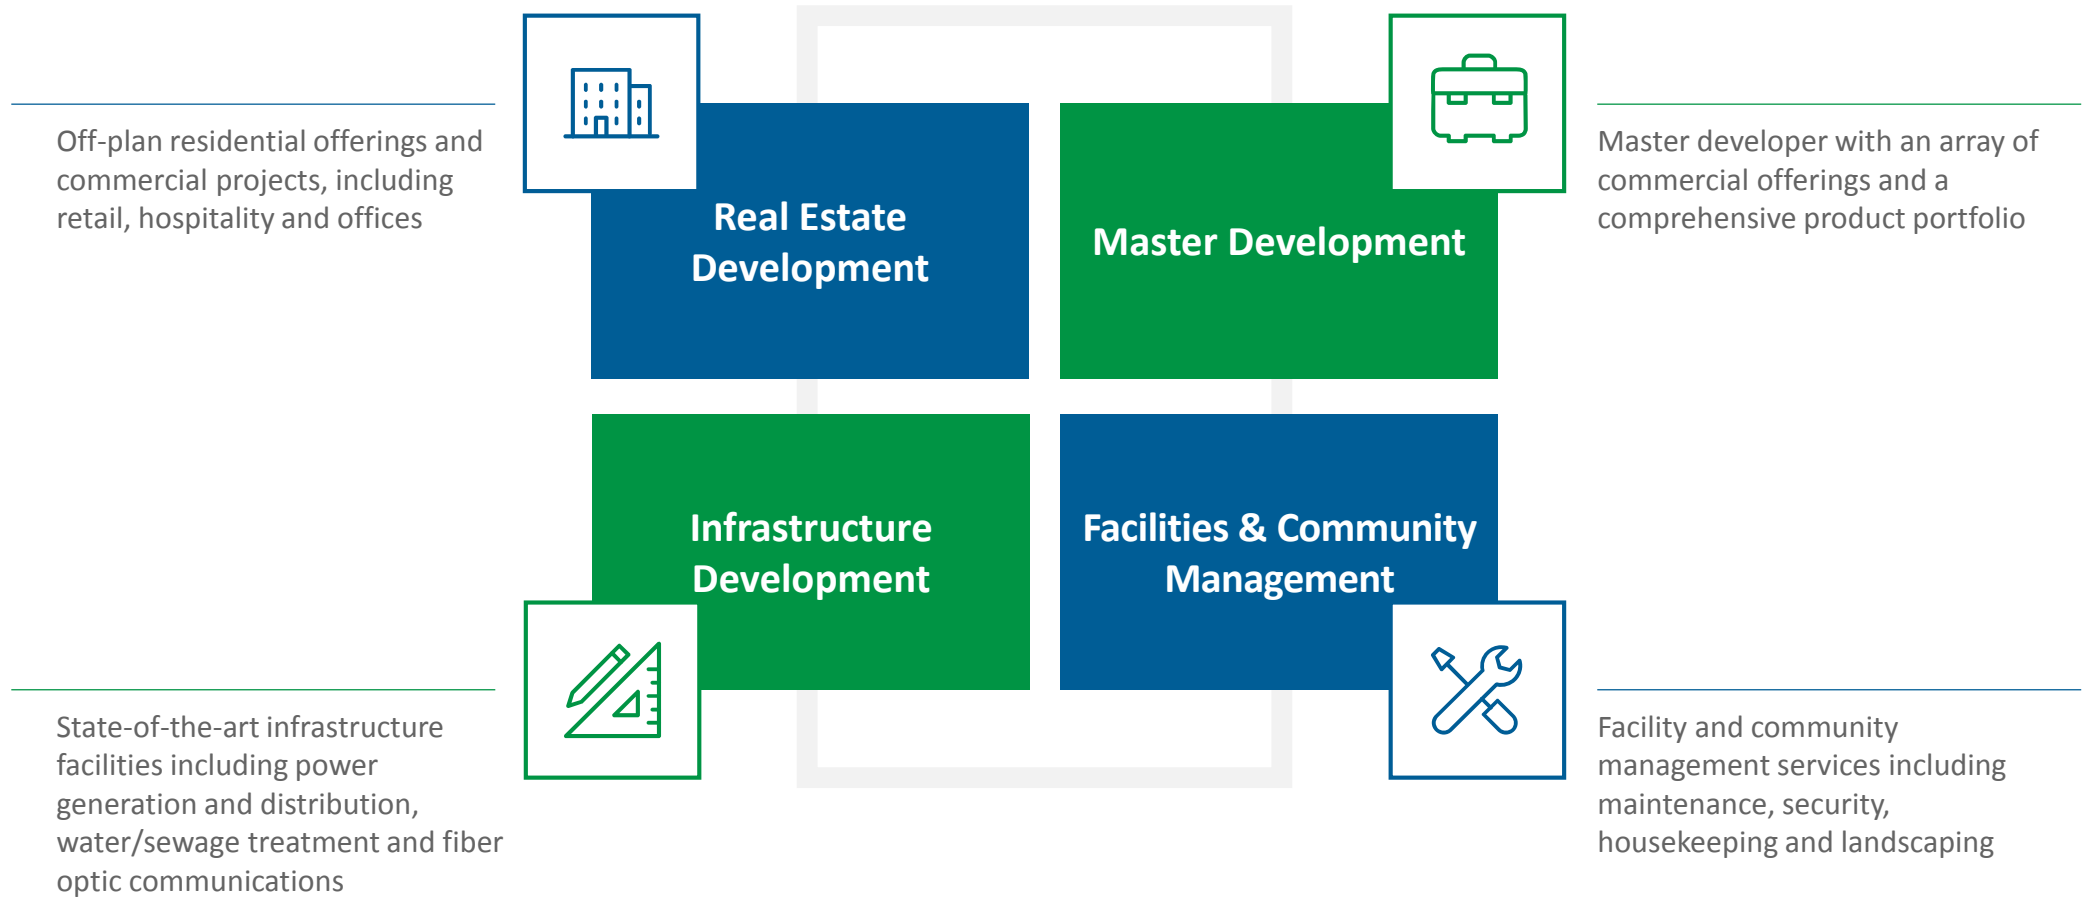 Off-plan residential offerings and
commercial projects, including
retail, hospitality and offices
Real Estate
Development
Master Development
Master developer with an array of
commercial offerings and a
comprehensive product portfolio
Infrastructure
Development
Facilities & Community
Management
State-of-the-art infrastructure
facilities including power
generation and distribution,
water/sewage treatment and fiber
optic communications
Facility and community
management services including
maintenance, security,
housekeeping and landscaping